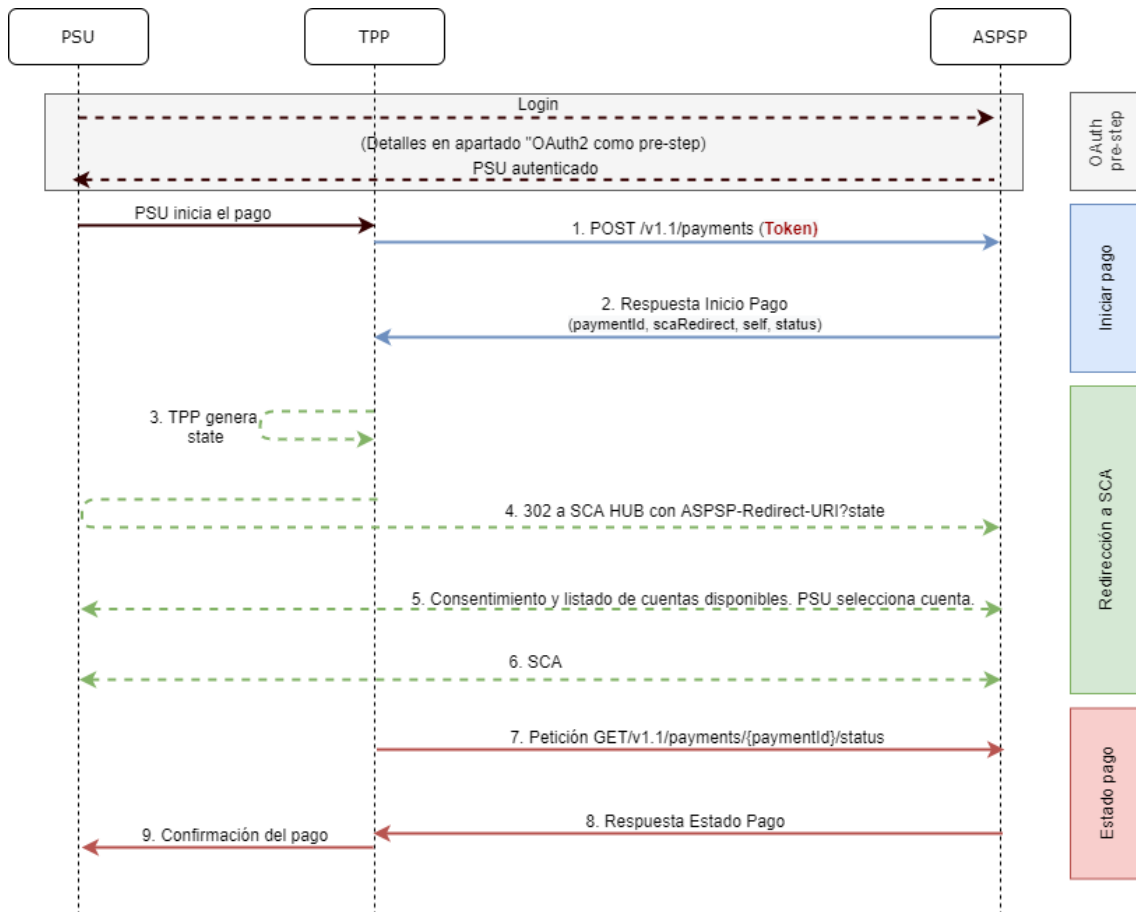 PSU
TPP
ASPSP
Login
(Detalles en apartado "OAuth2 como pre-step)
PSU autenticado
OAuth
pre-step
PSU inicia el pago
1. POST /v1.1/payments (Token)
2. Respuesta Inicio Pago
(paymentId, scaRedirect, self, status)
Iniciar pago
3. TPP genera
state
4. 302 a SCA HUB con ASPSP-Redirect-URI?state
5. Consentimiento y listado de cuentas disponibles. PSU selecciona cuenta.
6. SCA
Redirección a SCA
7. Petición GET/v1.1/payments/{paymentId}/status
8. Respuesta Estado Pago
9. Confirmación del pago
Estado pago